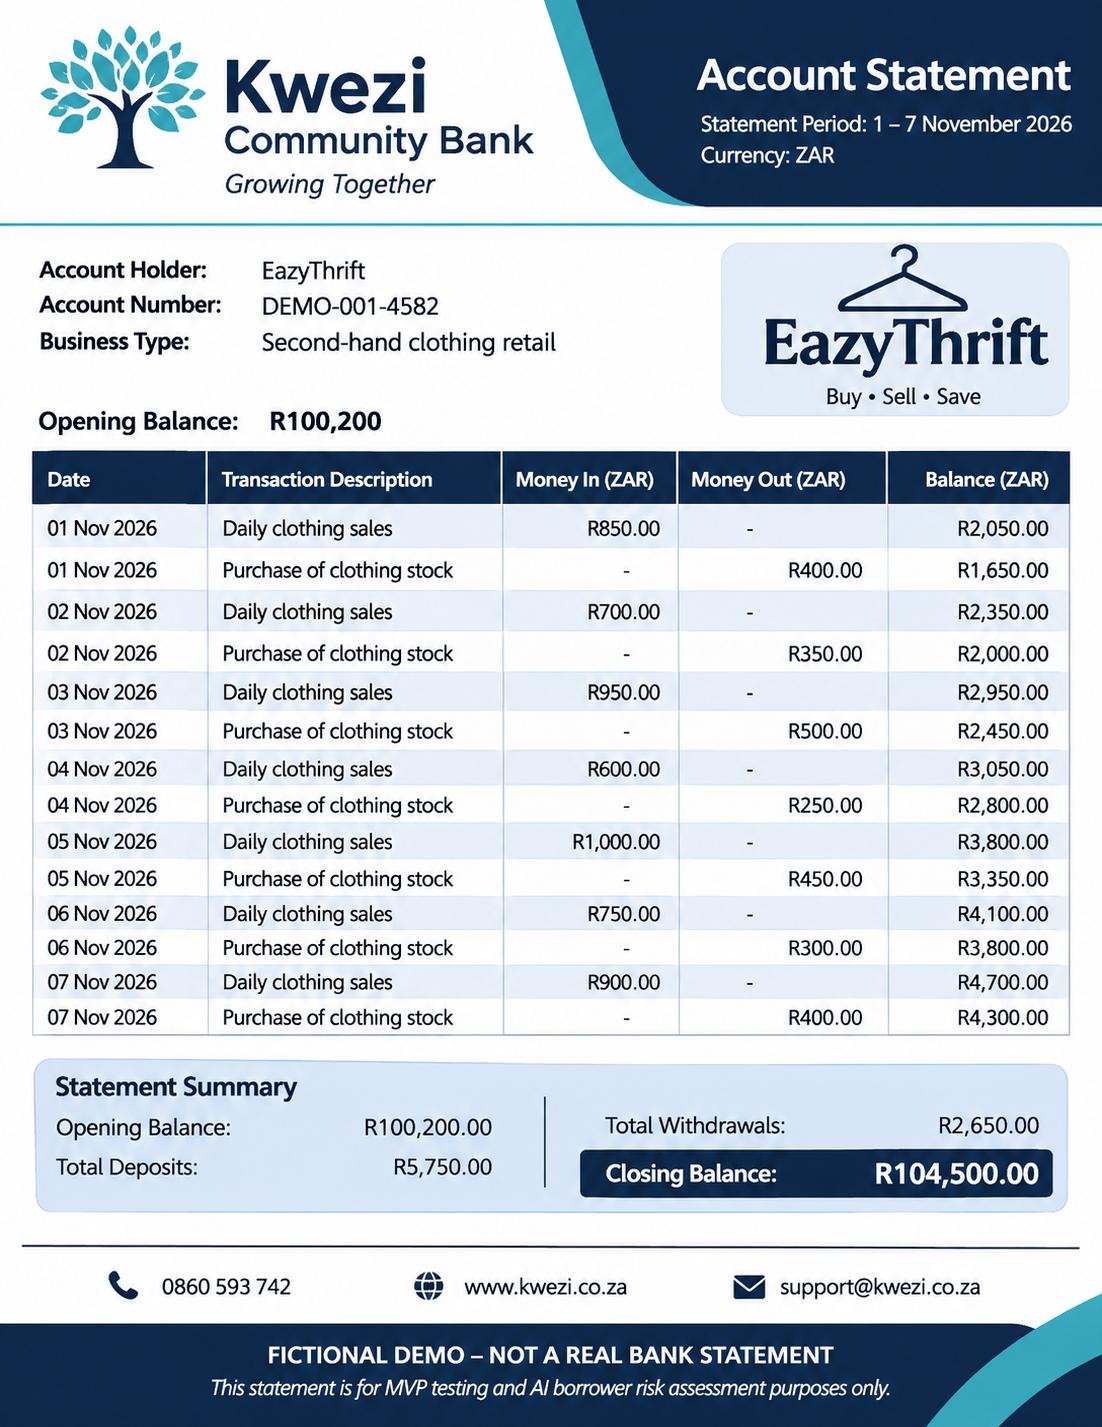 Kwezi
Community Bank
Growing Together
Account Statement
Statement Period: 1 – 7 November 2026
Currency: ZAR
Account Holder: EazyThrift
Account Number: DEMO-001-4582
Business Type: Second-hand clothing retail
EazyThrift
Buy • Sell • Save
Opening Balance: R100,200
Date Transaction Description Money In (ZAR) Money Out (ZAR) Balance (ZAR)
01 Nov 2026 Daily clothing sales R850.00 - R2,050.00
01 Nov 2026 Purchase of clothing stock - R400.00 R1,650.00
02 Nov 2026 Daily clothing sales R700.00 - R2,350.00
02 Nov 2026 Purchase of clothing stock - R350.00 R2,000.00
03 Nov 2026 Daily clothing sales R950.00 - R2,950.00
03 Nov 2026 Purchase of clothing stock - R500.00 R2,450.00
04 Nov 2026 Daily clothing sales R600.00 - R3,050.00
04 Nov 2026 Purchase of clothing stock - R250.00 R2,800.00
05 Nov 2026 Daily clothing sales R1,000.00 - R3,800.00
05 Nov 2026 Purchase of clothing stock - R450.00 R3,350.00
06 Nov 2026 Daily clothing sales R750.00 - R4,100.00
06 Nov 2026 Purchase of clothing stock - R300.00 R3,800.00
07 Nov 2026 Daily clothing sales R900.00 - R4,700.00
07 Nov 2026 Purchase of clothing stock - R400.00 R4,300.00
Statement Summary
Opening Balance: R100,200.00
Total Deposits: R5,750.00
Total Withdrawals: R2,650.00
Closing Balance: R104,500.00
0860 593 742 www.kwezi.co.za support@kwezi.co.za
FICTIONAL DEMO – NOT A REAL BANK STATEMENT
This statement is for MVP testing and AI borrower risk assessment purposes only.